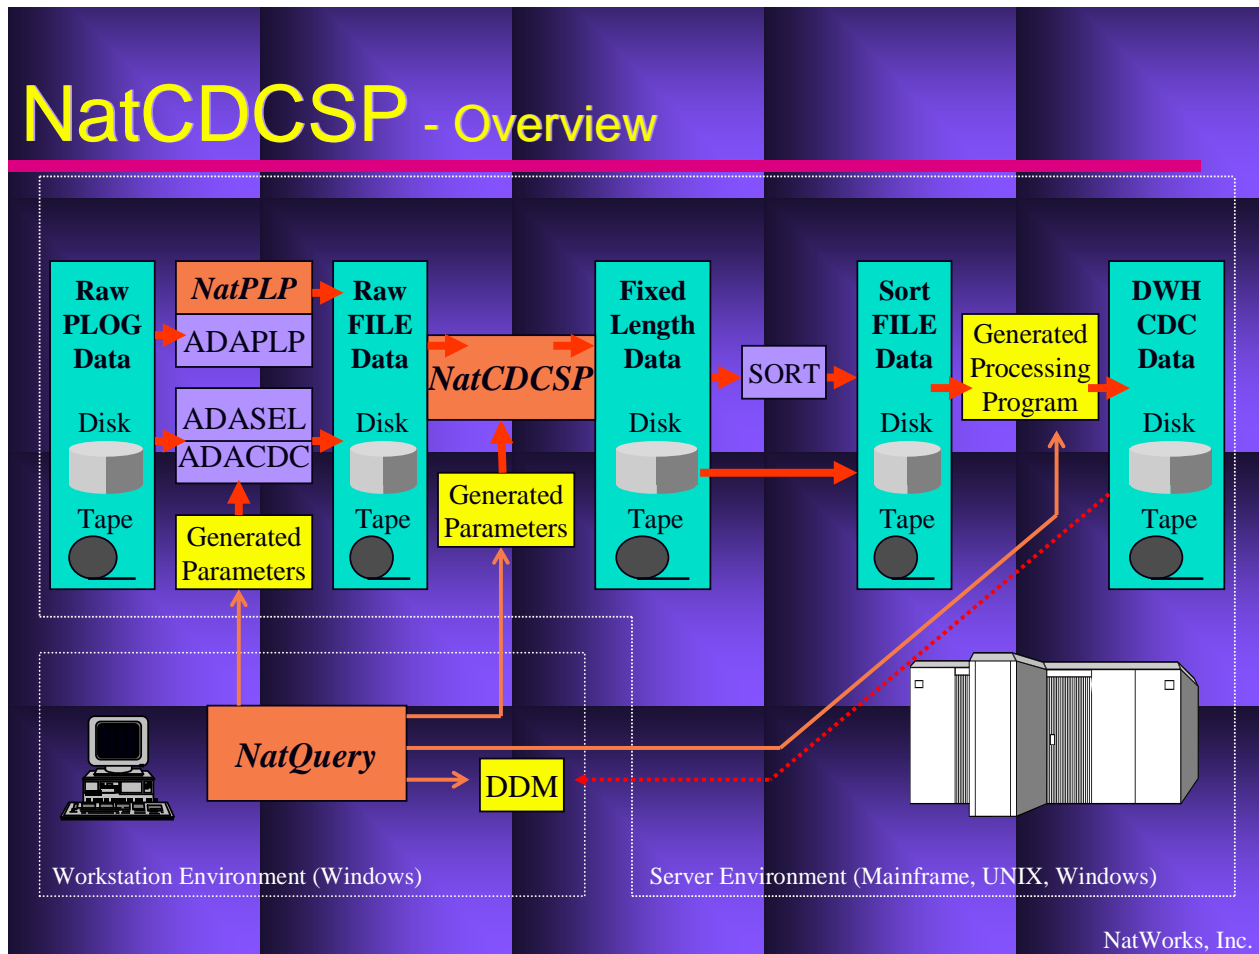 NatCDCSP - Overview
Raw
PLOG
Data
Disk
Tape
NatPLP
ADAPLP
ADASEL
ADACDC
Generated
Parameters
Raw
FILE
Data
Disk
Tape
NatCDCSP
Generated
Parameters
Fixed
Length
Data
Disk
Tape
SORT
Sort
FILE
Data
Disk
Tape
Generated
Processing
Program
DWH
CDC
Data
Disk
Tape
NatQuery
DDM
Workstation Environment (Windows)
Server Environment (Mainframe, UNIX, Windows)
NatWorks, Inc.